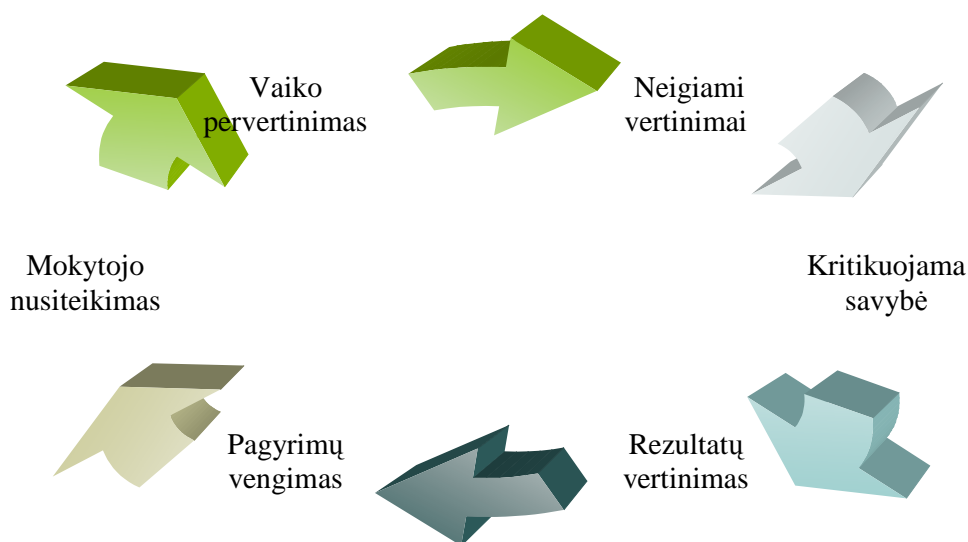 Vaiko
pervertinimas
Neigiami
vertinimai
Mokytojo
nusiteikimas
Kritikuojama
savybė
Pagyrimų
vengimas
Rezultatų
vertinimas